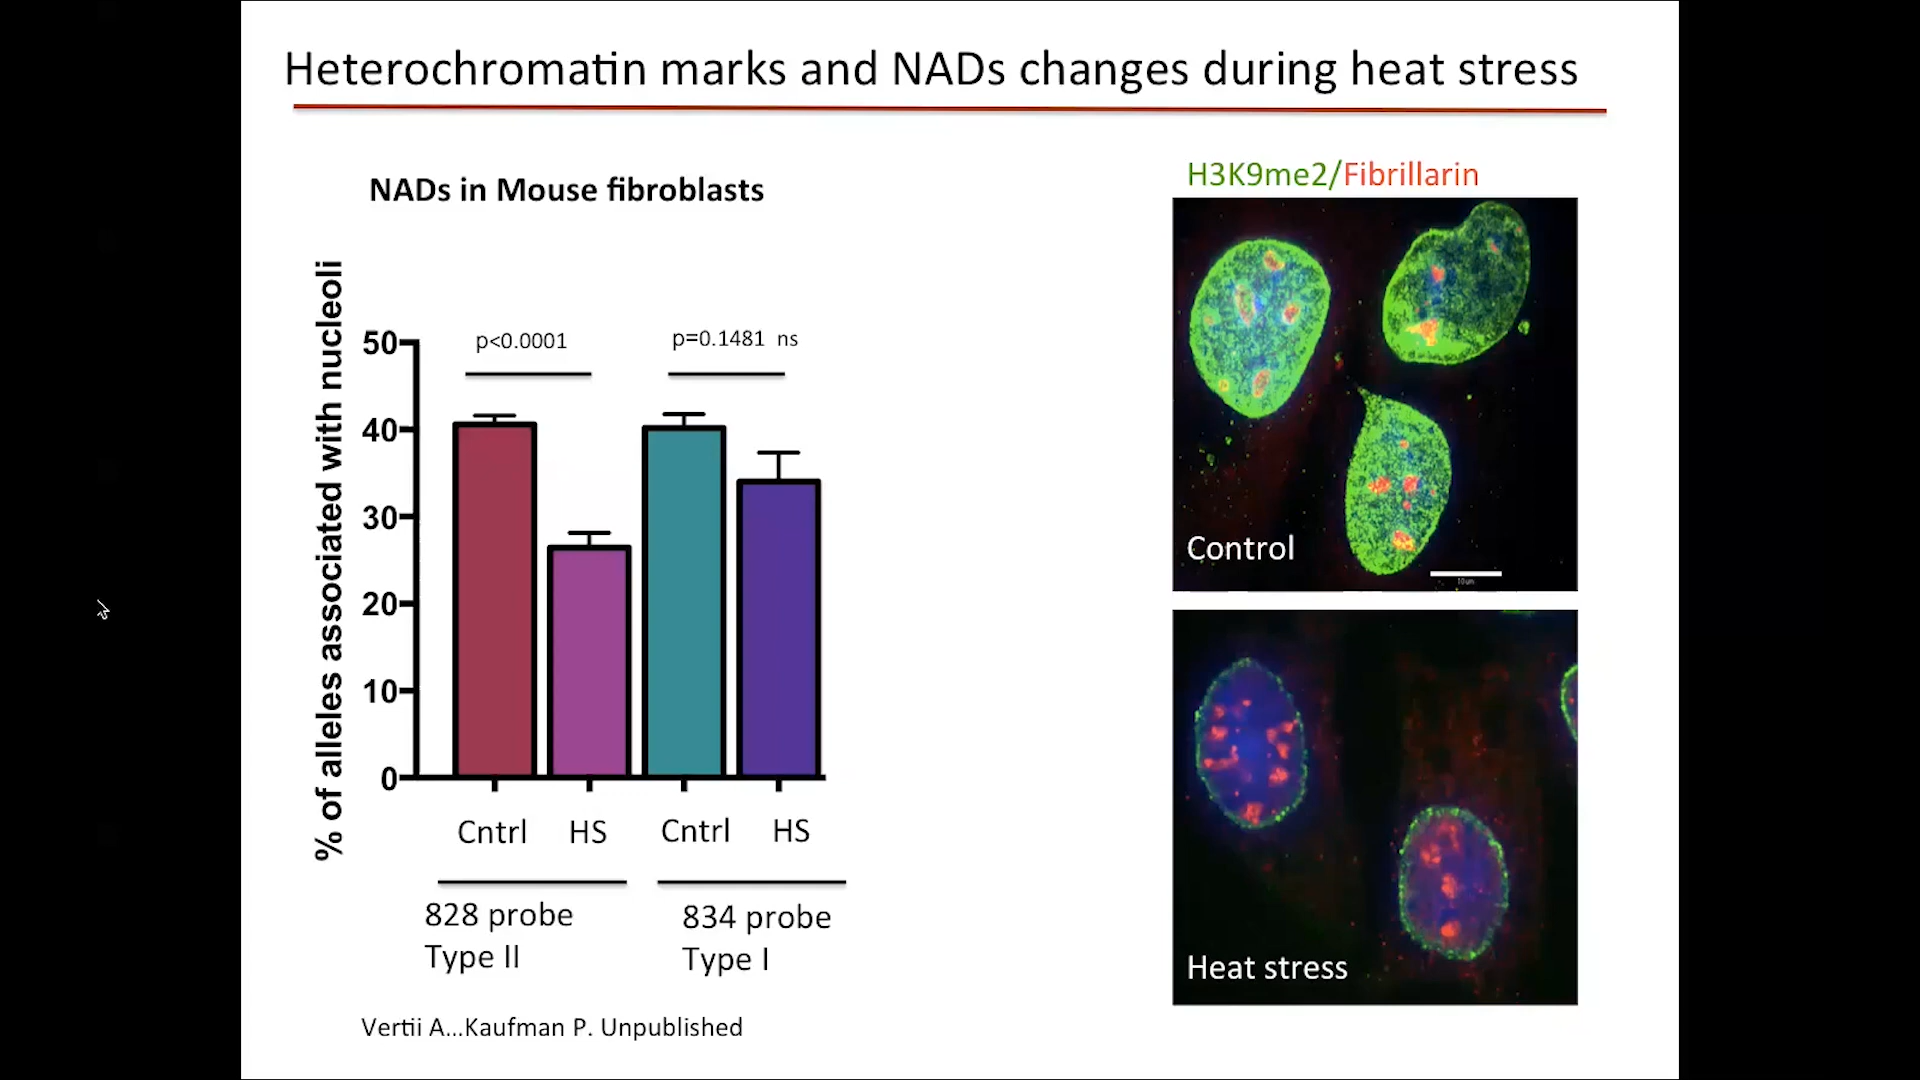 Heterochromatin marks and NADs changes during heat stress
NADs in Mouse fibroblasts
% of alleles associated with nucleoli
50
40
30
20
10
0
p<0.0001
p=0.1481 ns
Cntrl
HS
Cntrl
HS
828 probe
Type II
834 probe
Type I
Vertii A...Kaufman P. Unpublished
H3K9me2/Fibrillarin
Control
10um
Heat stress